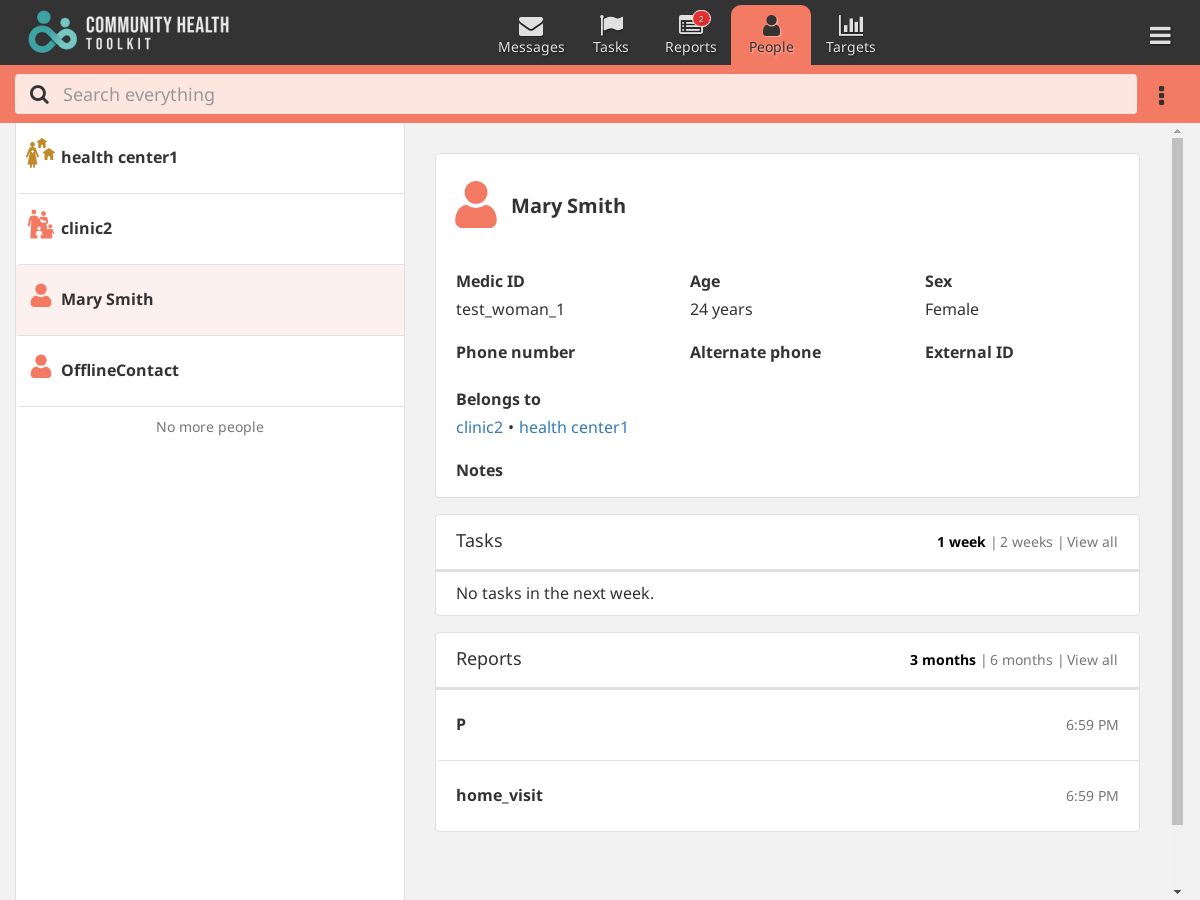 COMMUNITY HEALTH
TOOLKIT
Messages
Tasks
2
Reports
People
Targets
Search everything
health center1
clinic2
Mary Smith
OfflineContact
No more people
Mary Smith
Medic ID Age Sex
test_woman_1 24 years Female
Phone number Alternate phone External ID
Belongs to
clinic2 • health center1
Notes
Tasks 1 week | 2 weeks | View all
No tasks in the next week.
Reports 3 months | 6 months | View all
P 6:59 PM
home_visit 6:59 PM